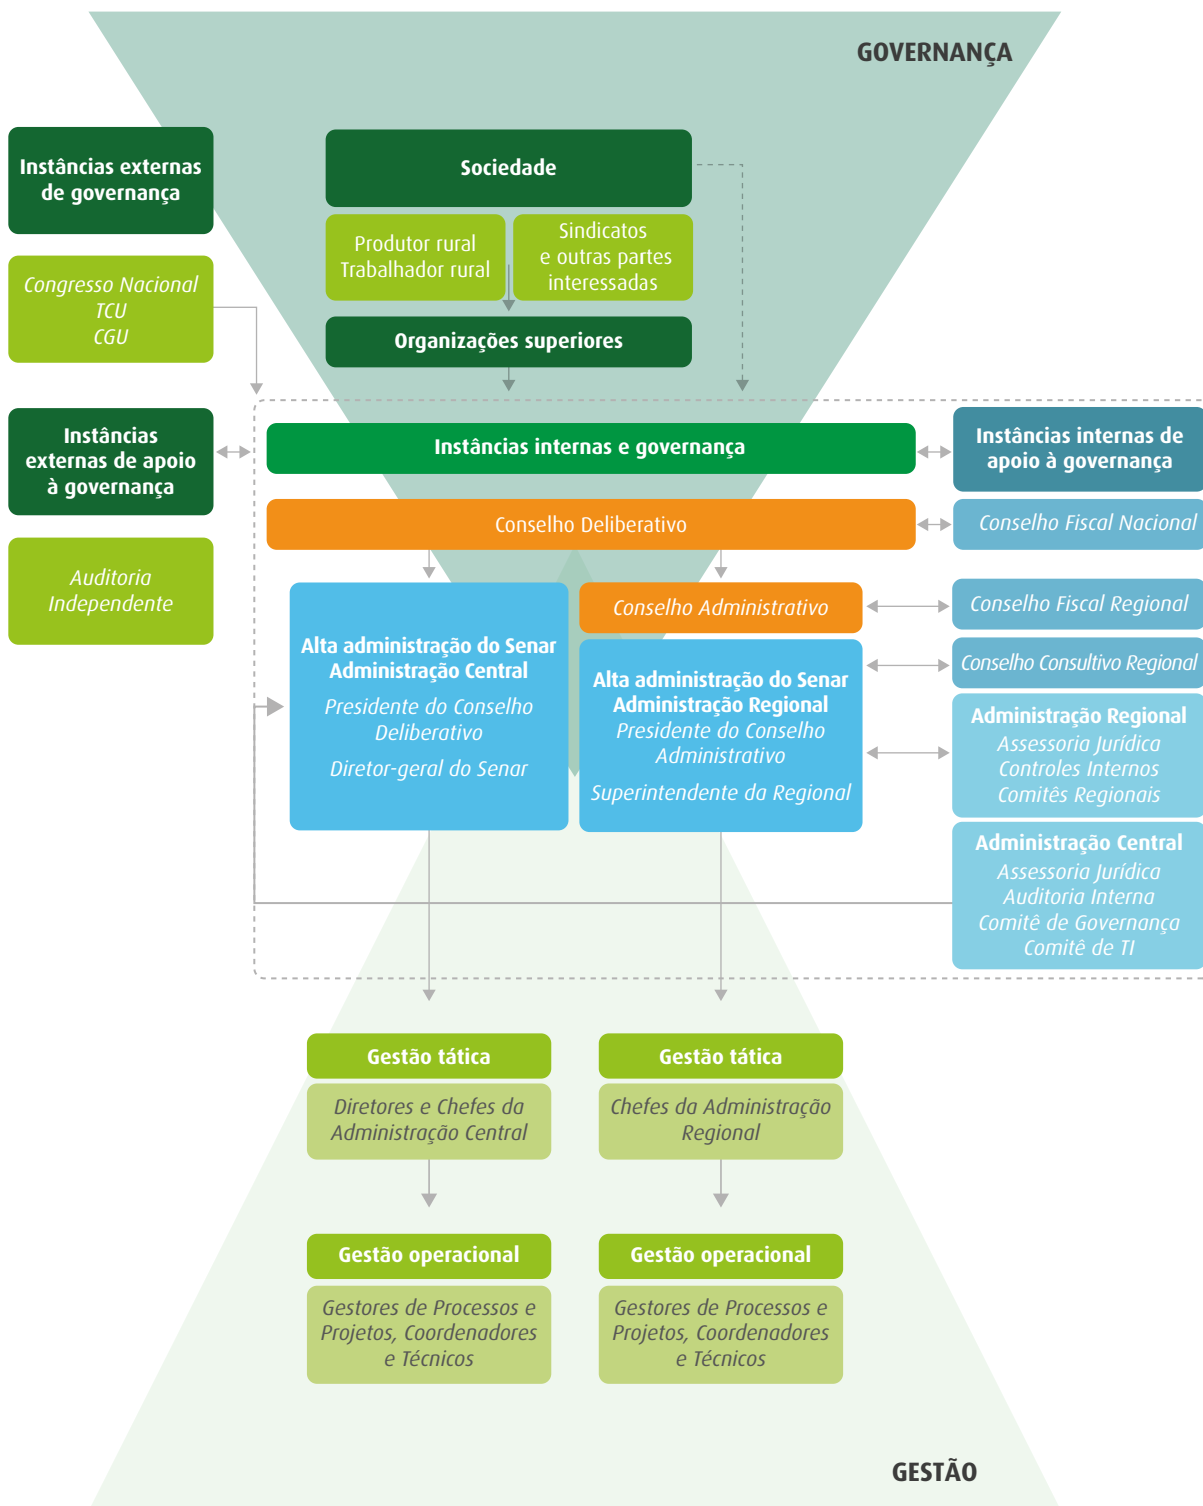 GOVERNANÇA
Instâncias externas
de governança
Sociedade
Produtor rural
Trabalhador rural
Sindicatos
e outras partes
interessadas
Congresso Nacional
TCU
CGU
Organizações superiores
Instâncias
externas de apoio
à governança
Instâncias internas e governança
Instâncias internas de
apoio à governança
Conselho Deliberativo
Conselho Fiscal Nacional
Auditoria
Independente
Alta administração do Senar
Administração Central
Presidente do Conselho
Deliberativo
Diretor-geral do Senar
Conselho Administrativo
Conselho Fiscal Regional
Alta administração do Senar
Administração Regional
Presidente do Conselho
Administrativo
Superintendente da Regional
Conselho Consultivo Regional
Administração Regional
Assessoria Jurídica
Controles Internos
Comitês Regionais
Administração Central
Assessoria Jurídica
Auditoria Interna
Comitê de Governança
Comitê de TI
Gestão tática
Diretores e Chefes da
Administração Central
Gestão tática
Chefes da Administração
Regional
Gestão operacional
Gestores de Processos e
Projetos, Coordenadores
e Técnicos
Gestão operacional
Gestores de Processos e
Projetos, Coordenadores
e Técnicos
GESTÃO